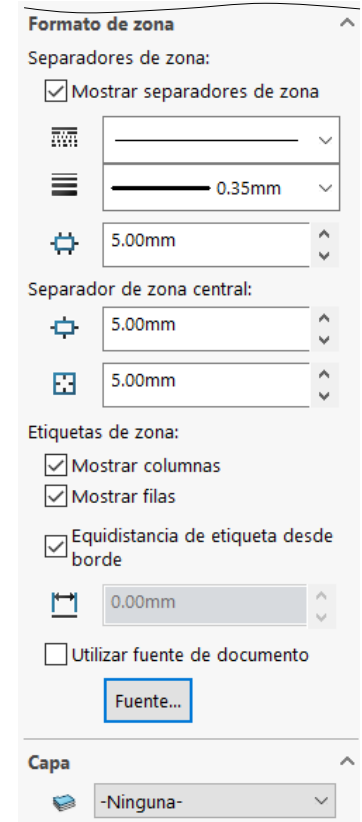 Formato de zona
Separadores de zona:
Mostrar separadores de zona
0.35mm
5.00mm
Separador de zona central:
5.00mm
5.00mm
Etiquetas de zona:
Mostrar columnas
Mostrar filas
Equidistancia de etiqueta desde
borde
0.00mm
Utilizar fuente de documento
Fuente...
Capa
-Ninguna-